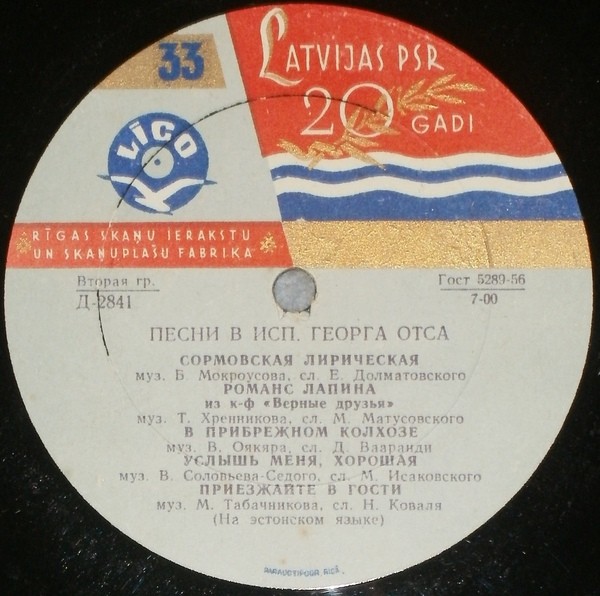 33
LATVIJAS PSR
20 GADI
LĪGO
RĪGAS SKAŅU IERAKSTU
UN SKAŅUPLAŠU FABRIKA
Вторая гр.
Д-2841
Гост 5289-56
7-00
ПЕСНИ В ИСП. ГЕОРГА ОТСА
СОРМОВСКАЯ ЛИРИЧЕСКАЯ
муз. Б. Мокроусова, сл. Е. Долматовского
РОМАНС ЛАПИНА
из к-ф «Верные друзья»
муз. Т. Хренникова, сл. М. Матусовского
В ПРИБРЕЖНОМ КОЛХОЗЕ
муз. В. Оякяра, сл. Д. Вааранди
УСЛЫШЬ МЕНЯ, ХОРОШАЯ
муз. В. Соловьева-Седого, сл. М. Исаковского
ПРИЕЗЖАЙТЕ В ГОСТИ
муз. М. Табачникова, сл. Н. Коваля
(На эстонском языке)